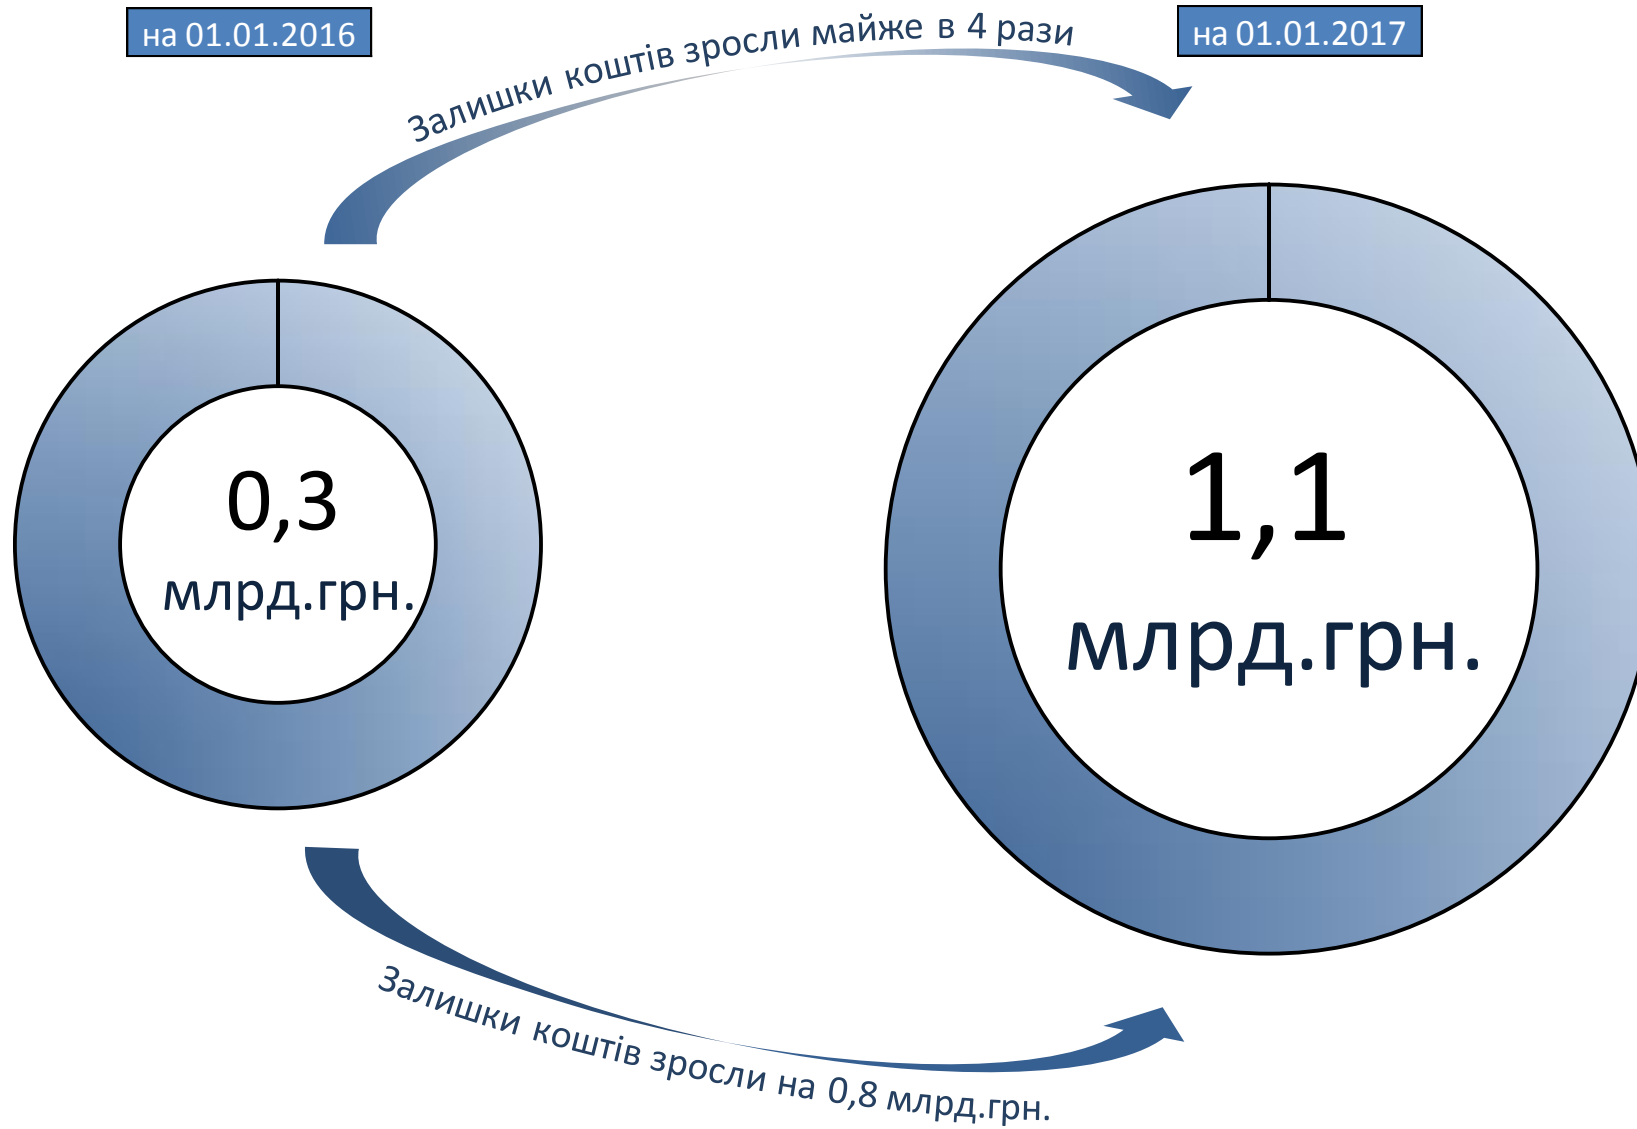 на 01.01.2016
Залишки коштів зросли майже в 4 рази
на 01.01.2017
0,3
млрд.грн.
1,1
млрд.грн.
Залишки коштів зросли на 0,8 млрд.грн.